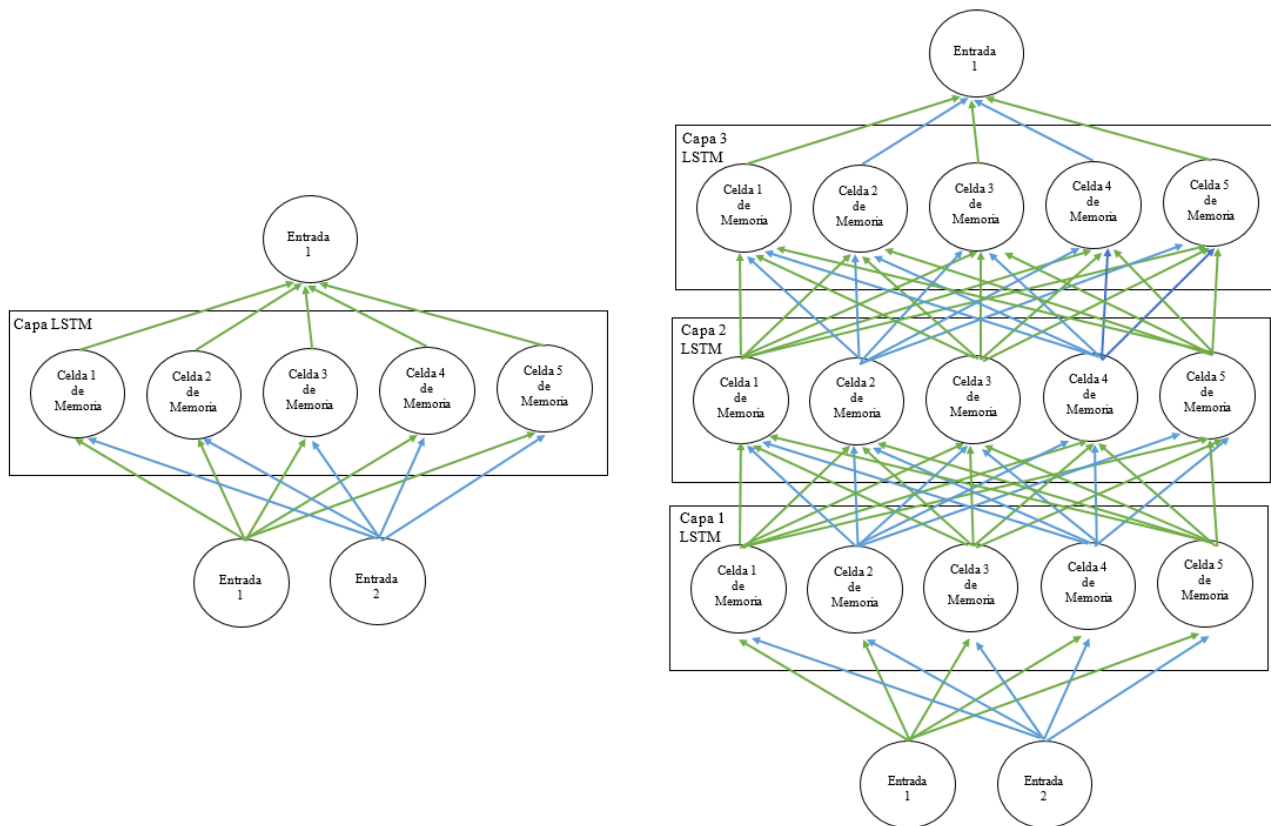 Entrada
1
Capa LSTM
Celda 1
de
Memoria
Celda 2
de
Memoria
Celda 3
de
Memoria
Celda 4
de
Memoria
Celda 5
de
Memoria
Entrada
1
Entrada
2
Entrada
1
Capa 3
LSTM
Celda 1
de
Memoria
Celda 2
de
Memoria
Celda 3
de
Memoria
Celda 4
de
Memoria
Celda 5
de
Memoria
Capa 2
LSTM
Celda 1
de
Memoria
Celda 2
de
Memoria
Celda 3
de
Memoria
Celda 4
de
Memoria
Celda 5
de
Memoria
Capa 1
LSTM
Celda 1
de
Memoria
Celda 2
de
Memoria
Celda 3
de
Memoria
Celda 4
de
Memoria
Celda 5
de
Memoria
Entrada
1
Entrada
2